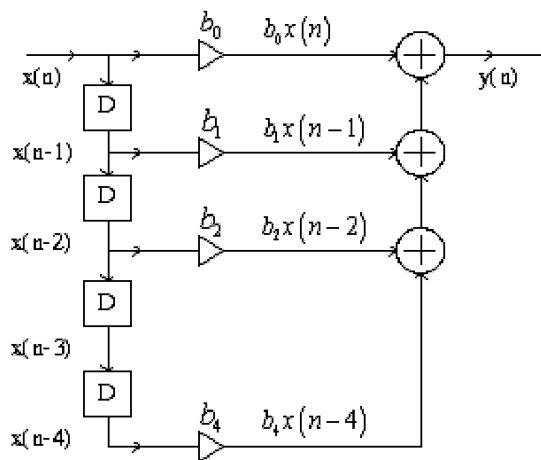 b₀ b₀x(n)
x(n) y(n)
D
b₁ b₁x(n−1)
x(n-1)
D
b₂ b₂x(n−2)
x(n-2)
D
x(n-3)
D
b₄ b₄x(n−4)
x(n-4)